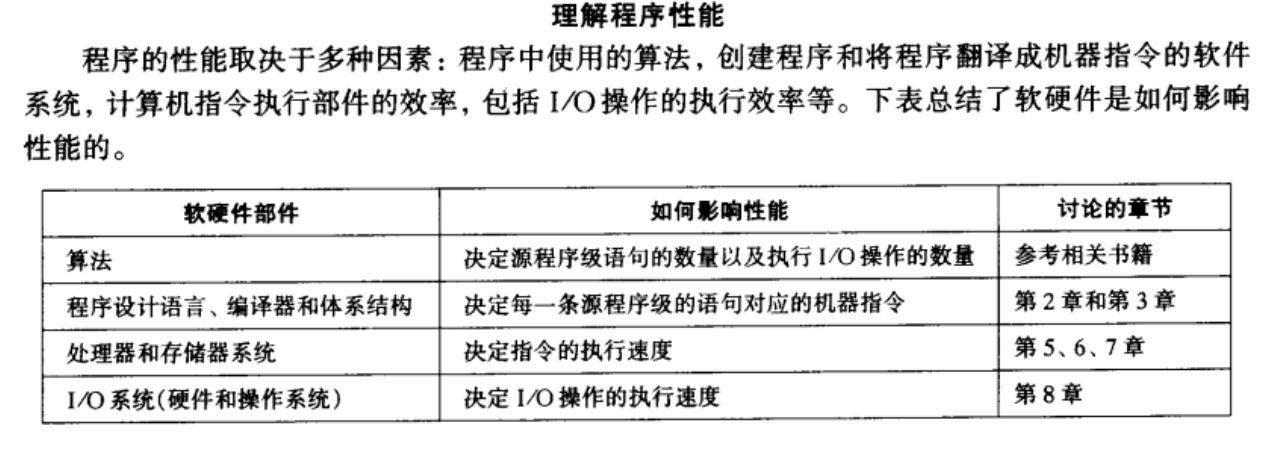 理解程序性能
程序的性能取决于多种因素：程序中使用的算法，创建程序和将程序翻译成机器指令的软件
系统，计算机指令执行部件的效率，包括 I/O 操作的执行效率等。下表总结了软硬件是如何影响
性能的。
软硬件部件 如何影响性能 讨论的章节
算法 决定源程序级语句的数量以及执行 I/O 操作的数量 参考相关书籍
程序设计语言、编译器和体系结构 决定每一条源程序级的语句对应的机器指令 第 2 章和第 3 章
处理器和存储器系统 决定指令的执行速度 第 5、6、7 章
I/O 系统(硬件和操作系统) 决定 I/O 操作的执行速度 第 8 章